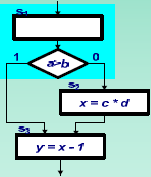 S₁
1 a>b 0
S₂
x = c * d
S₃
y = x - 1